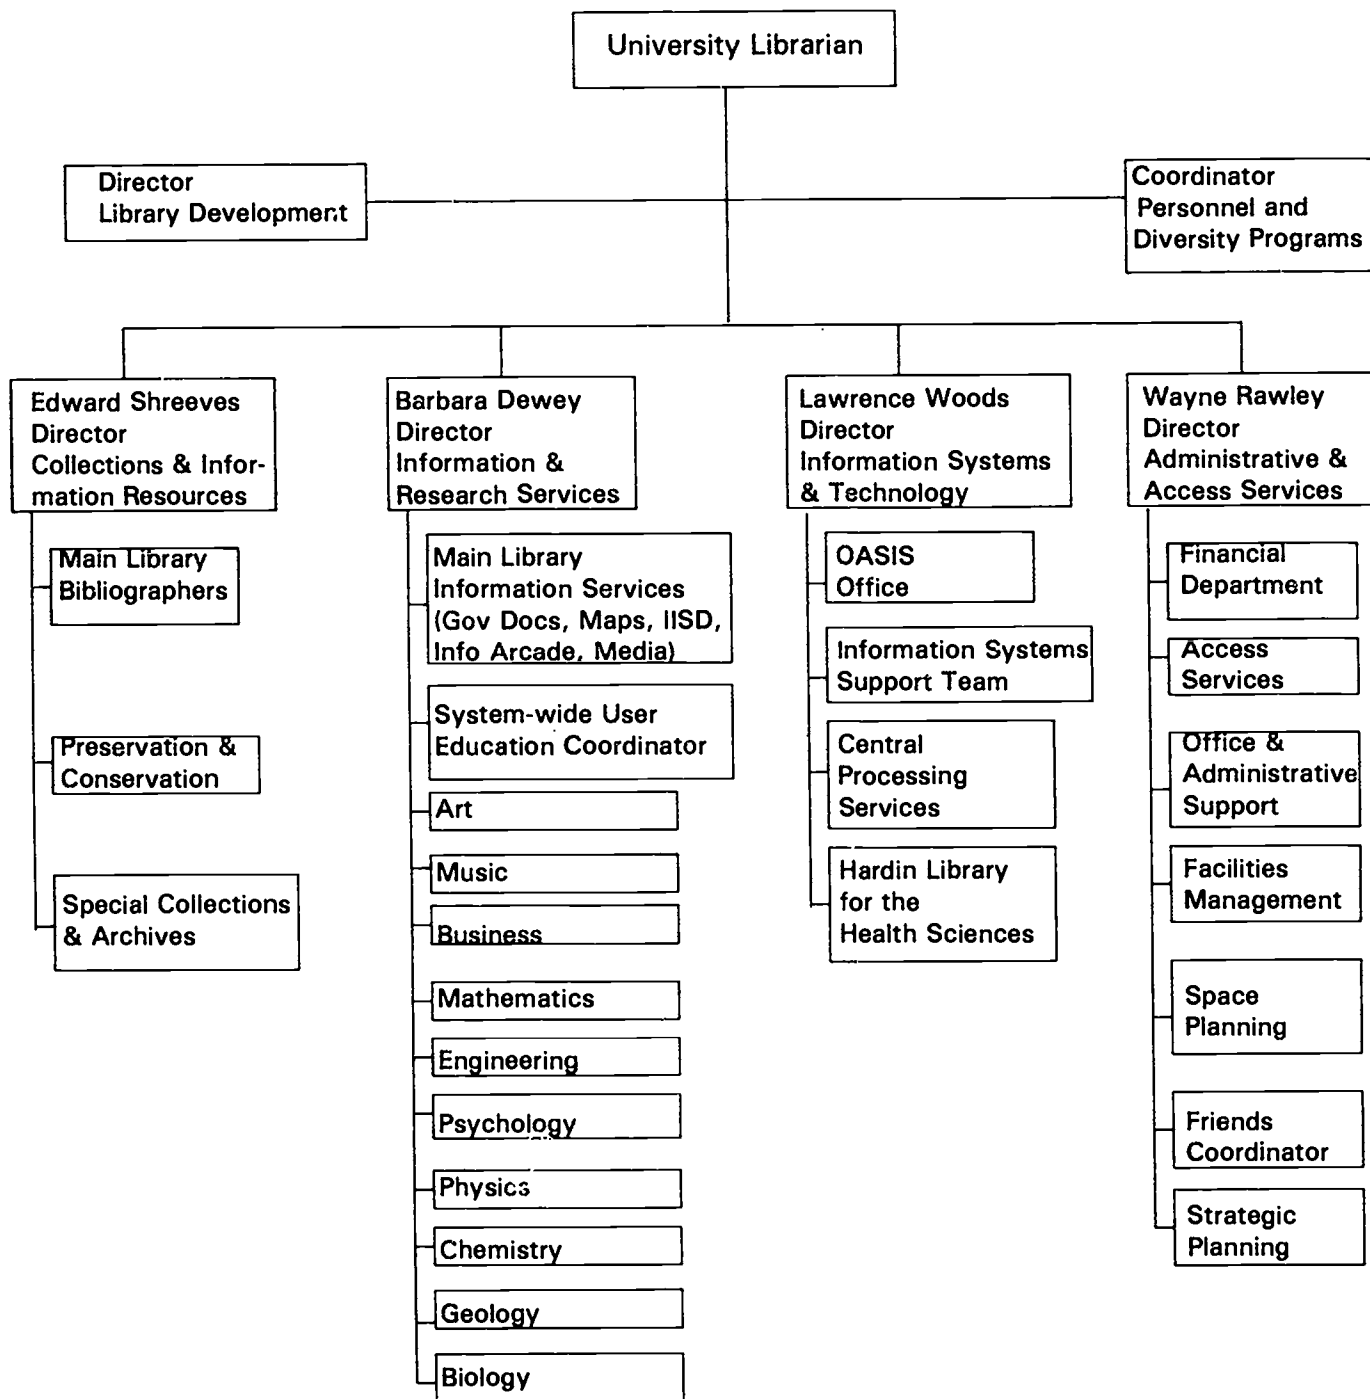 University Librarian
Director
Library Development
Coordinator
Personnel and
Diversity Programs
Edward Shreeves
Director
Collections & Infor-
mation Resources
Main Library
Bibliographers
Preservation &
Conservation
Special Collections
& Archives
Barbara Dewey
Director
Information &
Research Services
Main Library
Information Services
(Gov Docs, Maps, IISD,
Info Arcade, Media)
System-wide User
Education Coordinator
Art
Music
Business
Mathematics
Engineering
Psychology
Physics
Chemistry
Geology
Biology
Lawrence Woods
Director
Information Systems
& Technology
OASIS
Office
Information Systems
Support Team
Central
Processing
Services
Hardin Library
for the
Health Sciences
Wayne Rawley
Director
Administrative &
Access Services
Financial
Department
Access
Services
Office &
Administrative
Support
Facilities
Management
Space
Planning
Friends
Coordinator
Strategic
Planning